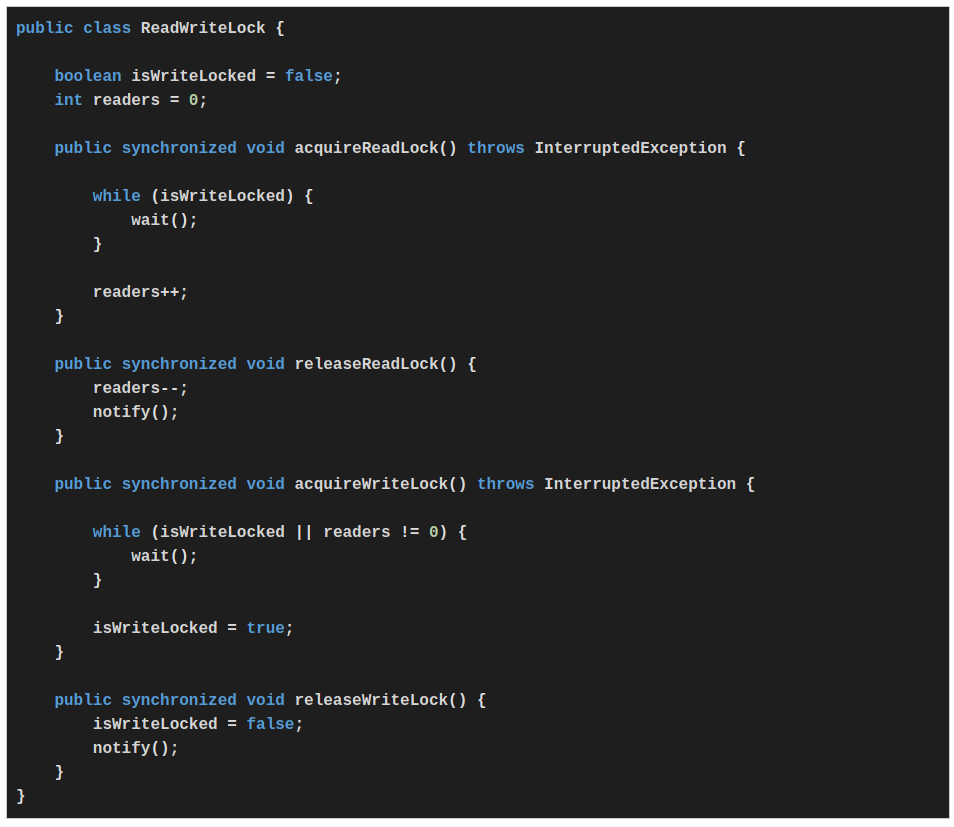 public class ReadWriteLock {
    boolean isWriteLocked = false;
    int readers = 0;
    public synchronized void acquireReadLock() throws InterruptedException {
        while (isWriteLocked) {
            wait();
        }
        readers++;
    }
    public synchronized void releaseReadLock() {
        readers--;
        notify();
    }
    public synchronized void acquireWriteLock() throws InterruptedException {
        while (isWriteLocked || readers != 0) {
            wait();
        }
        isWriteLocked = true;
    }
    public synchronized void releaseWriteLock() {
        isWriteLocked = false;
        notify();
    }
}